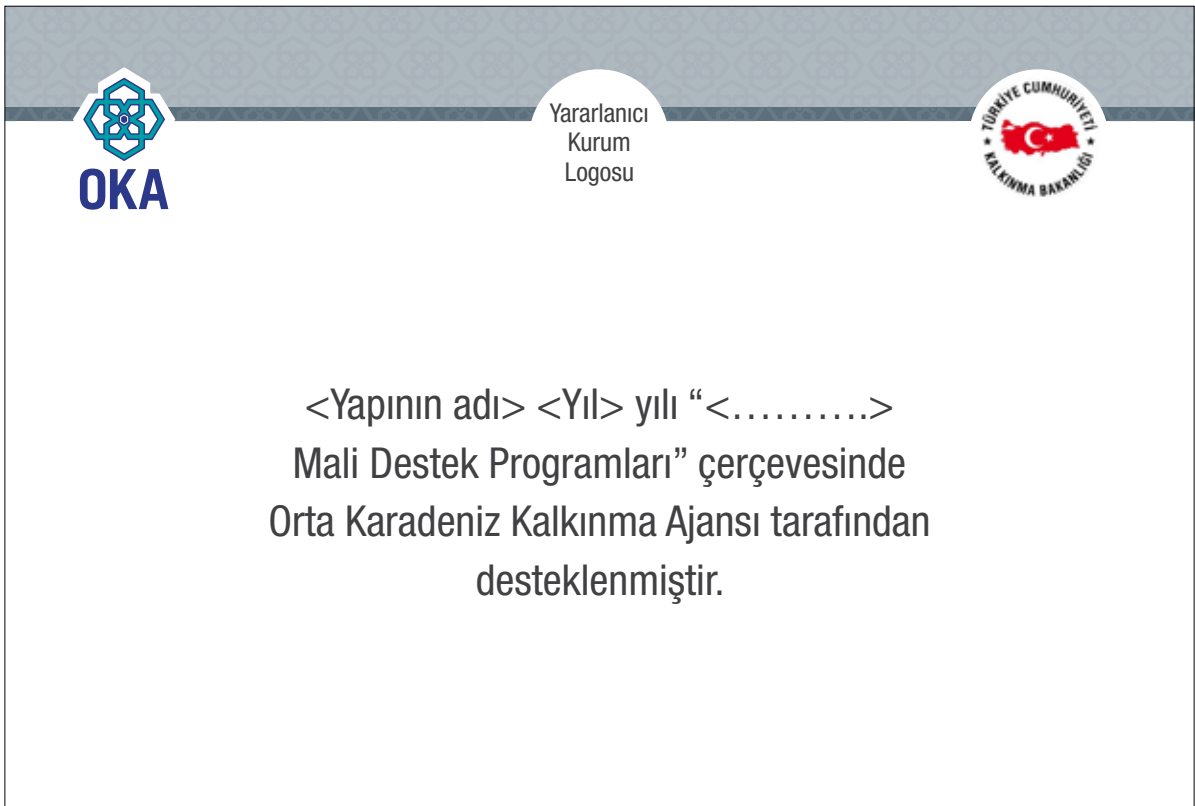 OKA
Yararlanıcı
Kurum
Logosu
TÜRKİYE CUMHURİYETİ
KALKINMA BAKANLIĞI
<Yapının adı> <Yıl> yılı “<……….>
Mali Destek Programları” çerçevesinde
Orta Karadeniz Kalkınma Ajansı tarafından
desteklenmiştir.